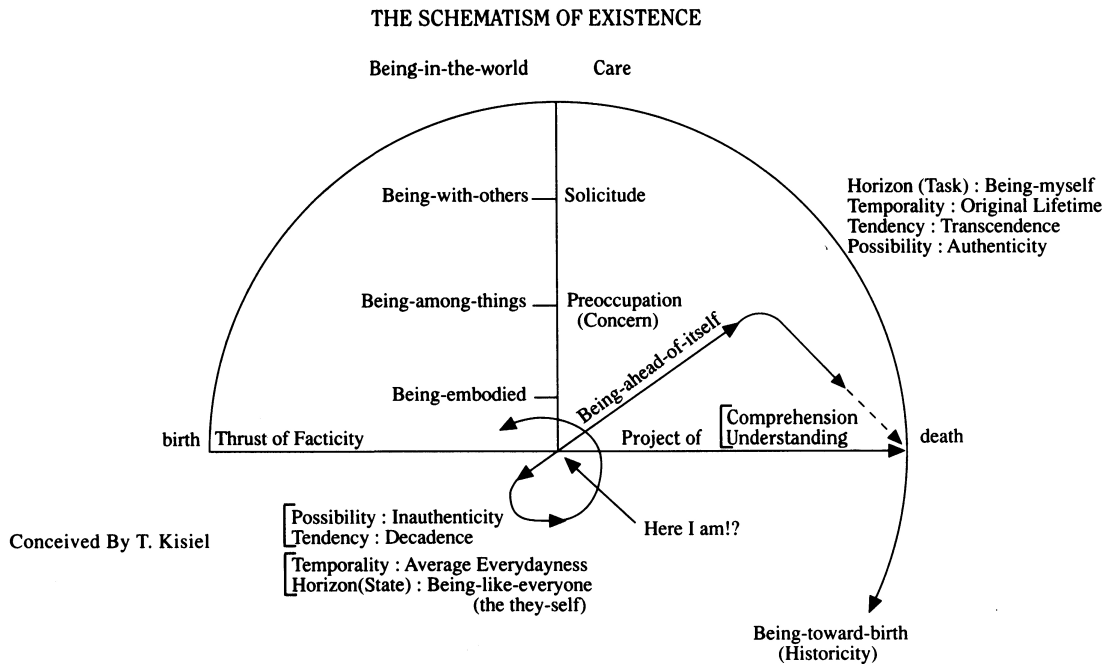 THE SCHEMATISM OF EXISTENCE
Being-in-the-world Care
Being-with-others Solicitude
Horizon (Task) : Being-myself
Temporality : Original Lifetime
Tendency : Transcendence
Possibility : Authenticity
Being-among-things Preoccupation
(Concern)
Being-ahead-of-itself
Being-embodied
birth Thrust of Facticity
Project of
Comprehension
Understanding
death
Possibility : Inauthenticity
Tendency : Decadence
Here I am!?
Conceived By T. Kisiel
Temporality : Average Everydayness
Horizon(State) : Being-like-everyone
(the they-self)
Being-toward-birth
(Historicity)